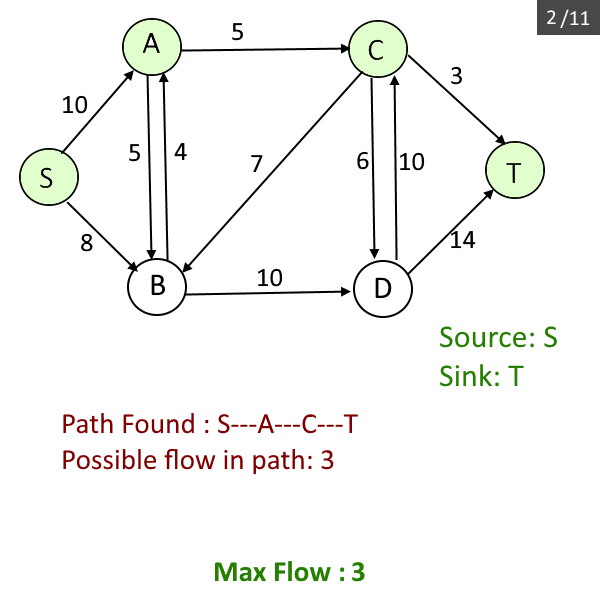 2 /11
A
5
C
3
10
5
4
7
6
10
S
T
8
14
B
10
D
Source: S
Sink: T
Path Found : S---A---C---T
Possible flow in path: 3
Max Flow : 3